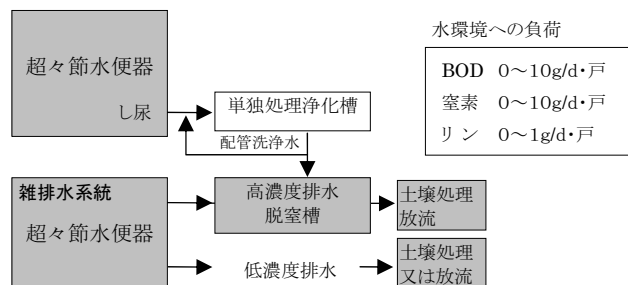 超々節水便器
し尿
単独処理浄化槽
配管洗浄水
水環境への負荷
BOD 0～10g/d・戸
窒素 0～10g/d・戸
リン 0～1g/d・戸
雑排水系統
超々節水便器
高濃度排水
脱窒槽
土壌処理
放流
低濃度排水
土壌処理
又は放流